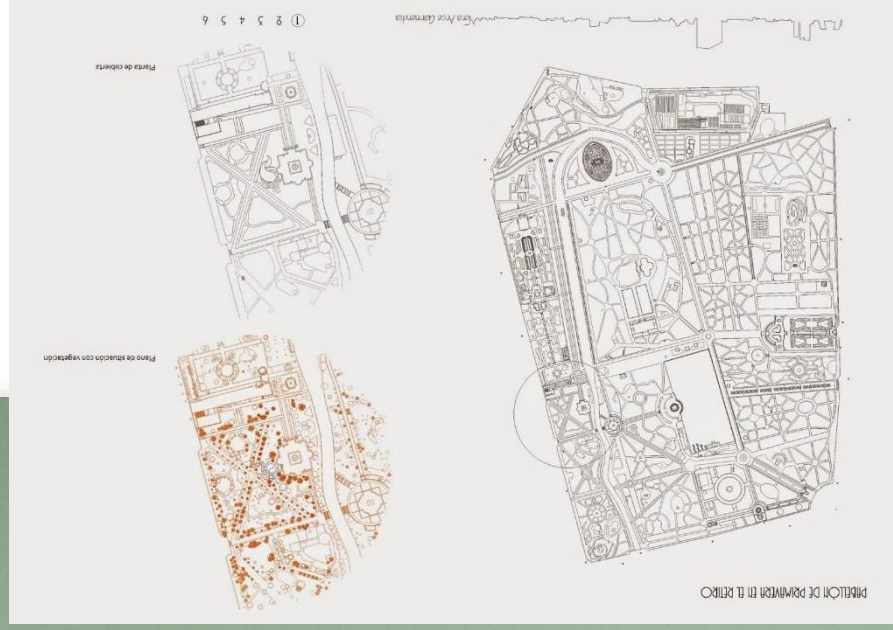 PABELLÓN DE PRIMAVERA EN EL RETIRO
Plano de situación con vegetación
Planta de cubierta
Arce Garmendia
1 2 3 4 5 6